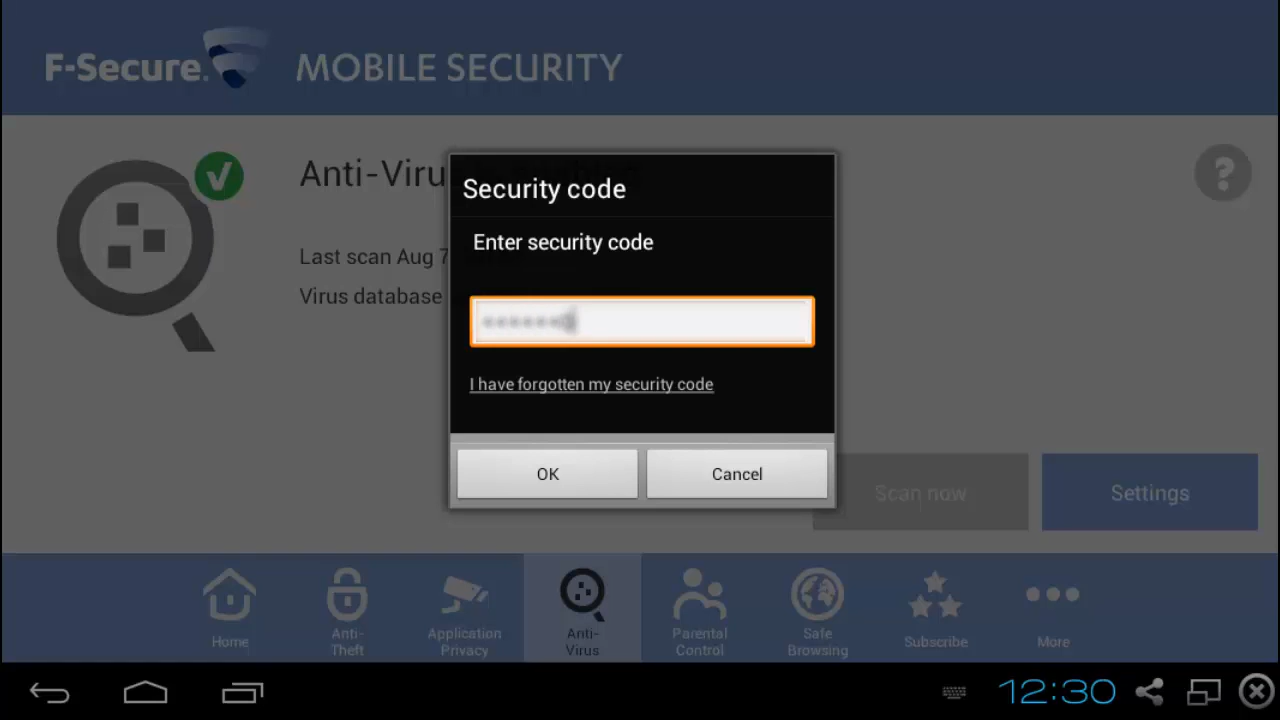 F-Secure.
MOBILE SECURITY
Anti-Viru
Last scan Aug 7
Virus database
?
Security code
Enter security code
I have forgotten my security code
OK
Cancel
Scan now
Settings
Home
Anti-
Theft
Application
Privacy
Anti-
Virus
Parental
Control
Safe
Browsing
Subscribe
More
12:30